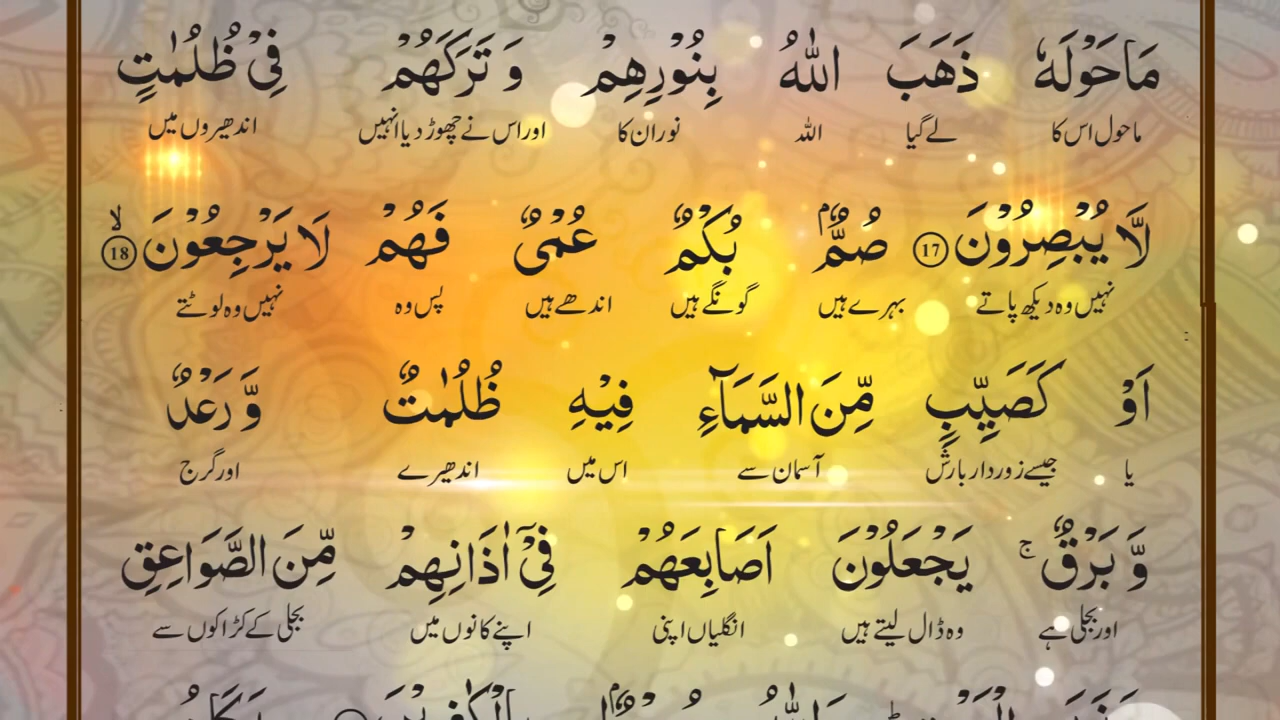 مَاحَوْلَهٗ ذَهَبَ اللّٰهُ بِنُوْرِهِمْ وَ تَرَكَهُمْ فِیْ ظُلُمٰتٍ
ماحول اس کا لے گیا اللہ نور ان کا اور اس نے چھوڑ دیا انہیں اندھیروں میں
لَّا یُبْصِرُوْنَ 17 صُمٌّۢ بُكْمٌ عُمْیٌ فَهُمْ لَا یَرْجِعُوْنَ 18 ۙ
نہیں وہ دیکھ پاتے بہرے ہیں گونگے ہیں اندھے ہیں پس وہ نہیں وہ لوٹتے
اَوْ كَصَیِّبٍ مِّنَ السَّمَآءِ فِیْهِ ظُلُمٰتٌ وَّ رَعْدٌ
یا جیسے زوردار بارش آسمان سے اس میں اندھیرے اور گرج
وَّ بَرْقٌ ۚ یَجْعَلُوْنَ اَصَابِعَهُمْ فِیْۤ اٰذَانِهِمْ مِّنَ الصَّوَاعِقِ
اور بجلی ہے وہ ڈال لیتے ہیں انگلیاں اپنی اپنے کانوں میں بجلی کے کڑاکوں سے